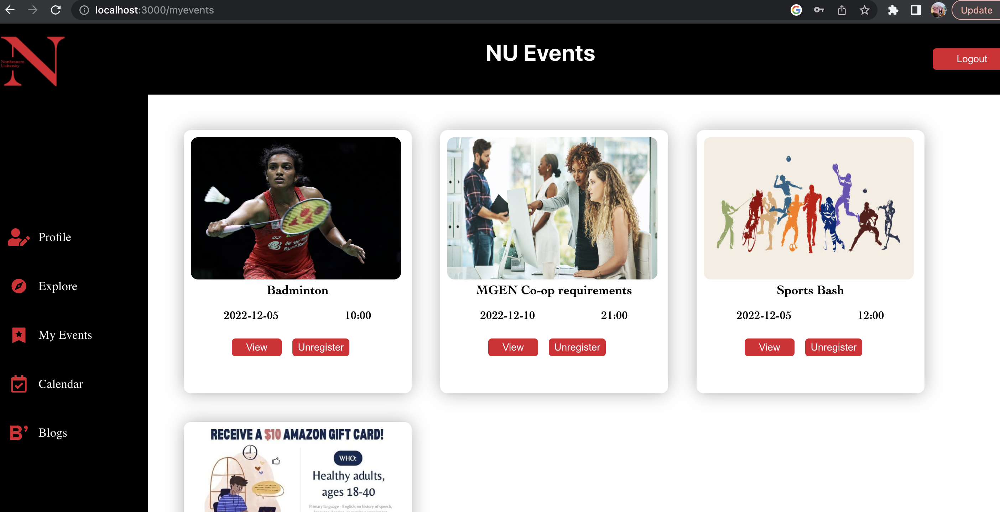 localhost:3000/myevents
Update
Northeastern
University
NU Events
Logout
Profile
Explore
My Events
Calendar
Blogs
Badminton
2022-12-05 10:00
View Unregister
MGEN Co-op requirements
2022-12-10 21:00
View Unregister
Sports Bash
2022-12-05 12:00
View Unregister
RECEIVE A $10 AMAZON GIFT CARD!
WHO:
Healthy adults,
ages 18-40
Primary language - English; no history of speech,